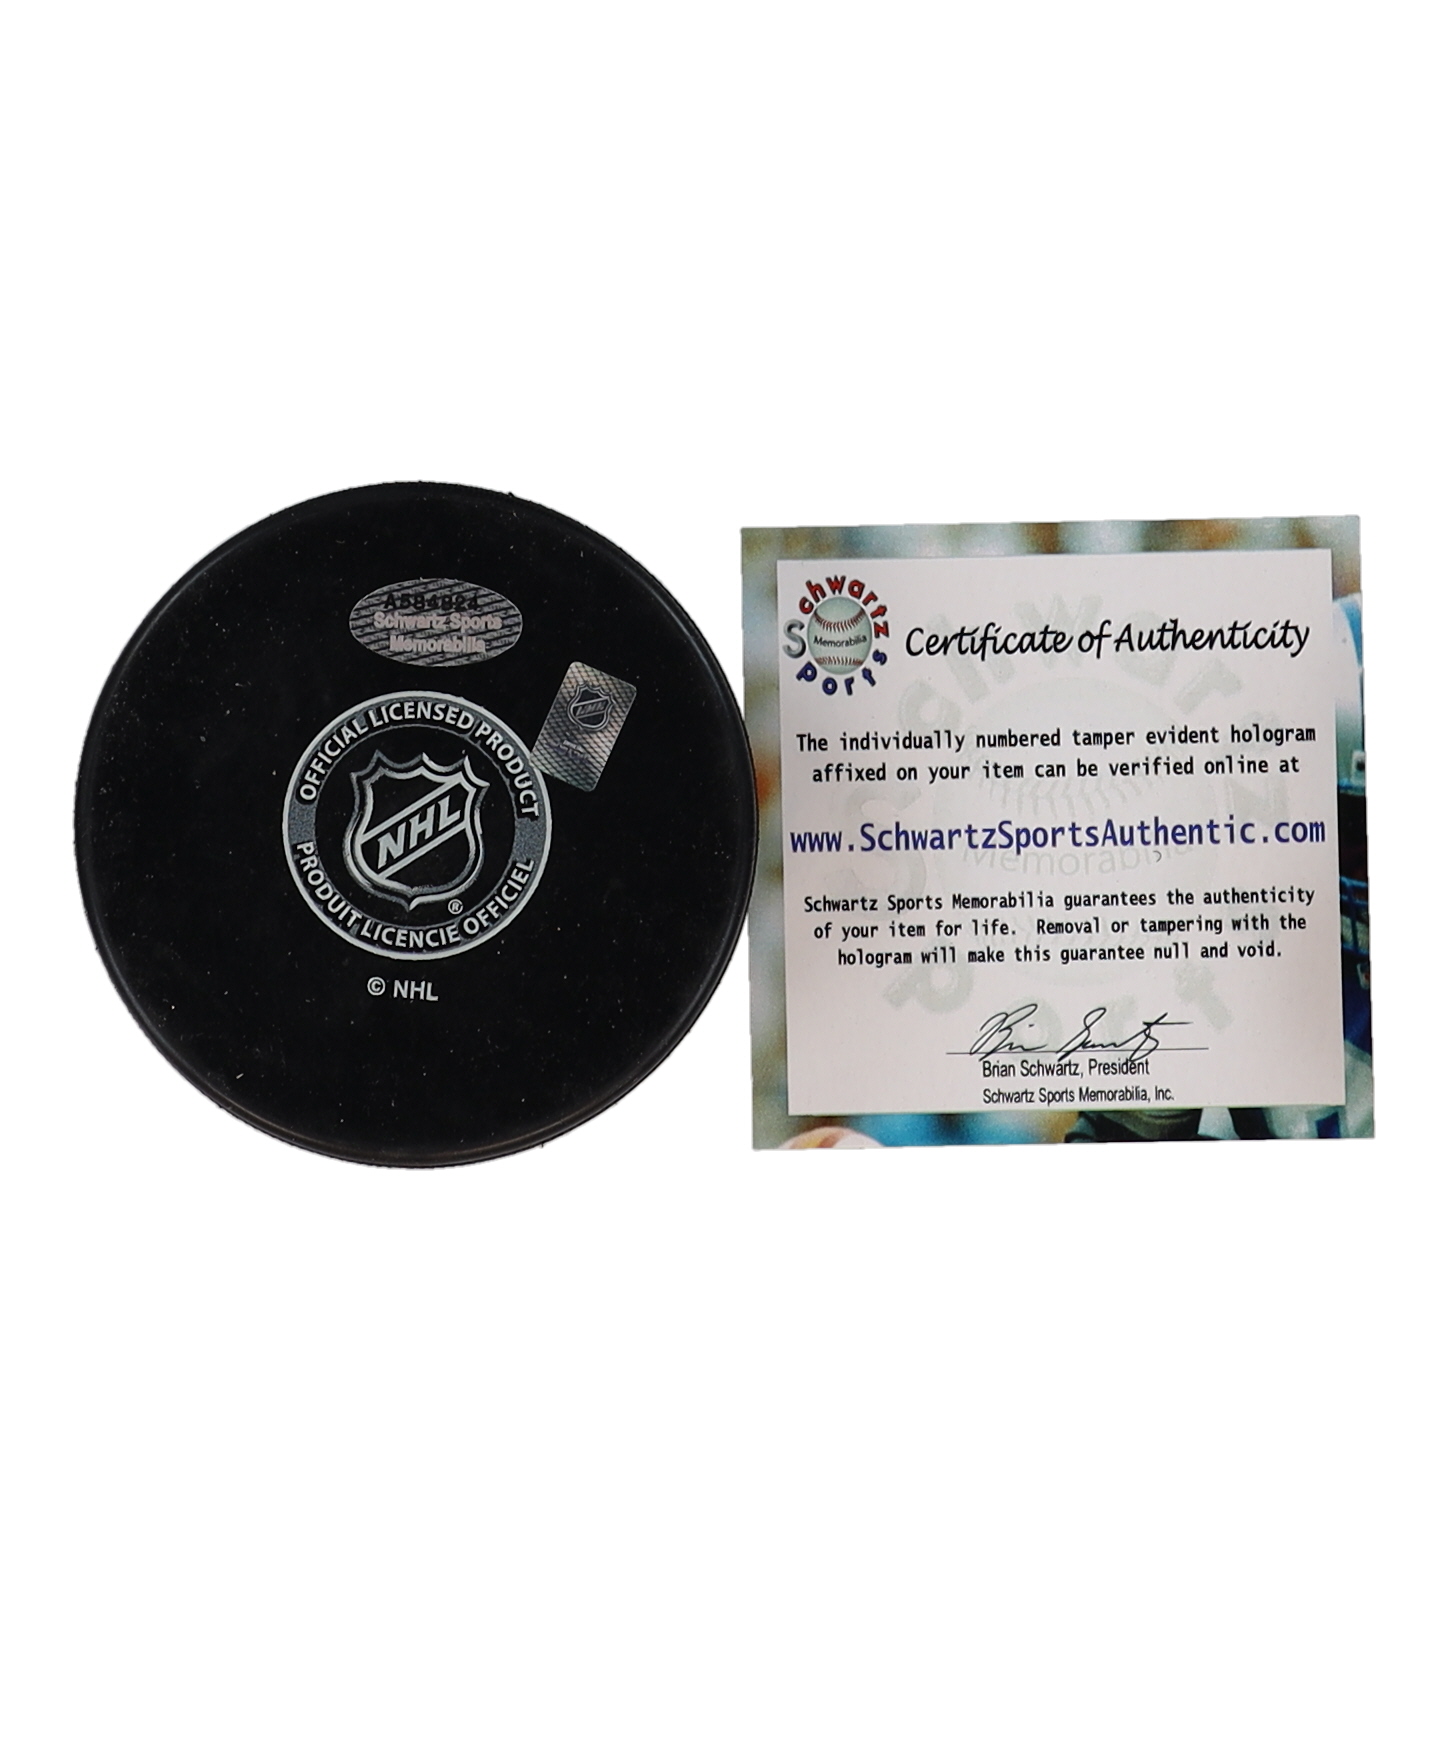 A584824
Schwartz Sports
Memorabilia
OFFICIAL LICENSED PRODUCT
NHL
®
PRODUIT LICENCIE OFFICIEL
© NHL
Schwartz
Memorabilia
Sports
Certificate of Authenticity
The individually numbered tamper evident hologram
affixed on your item can be verified online at
www.SchwartzSportsAuthentic.com
Schwartz Sports Memorabilia guarantees the authenticity
of your item for life. Removal or tampering with the
hologram will make this guarantee null and void.
Brian Schwartz, President
Schwartz Sports Memorabilia, Inc.